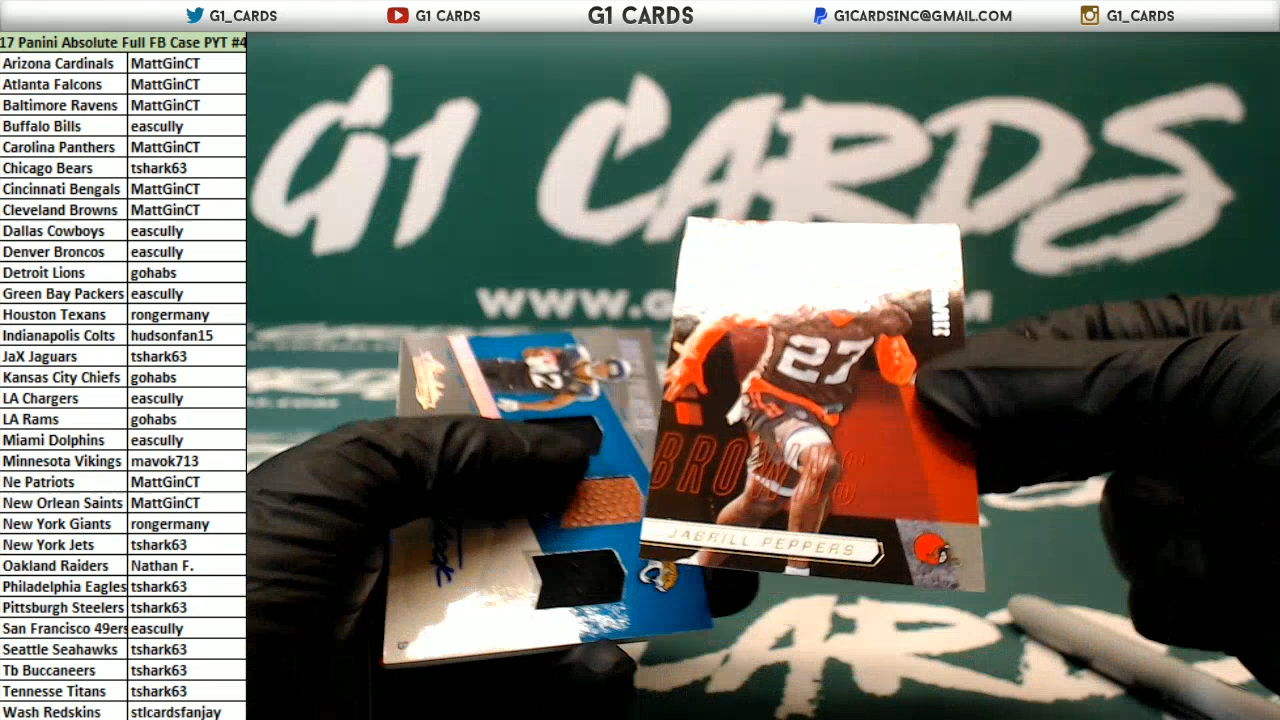 G1_CARDS
G1 CARDS
G1 CARDS
G1CARDSINC@GMAIL.COM
G1_CARDS
17 Panini Absolute Full FB Case PYT #4
Arizona Cardinals MattGinCT
Atlanta Falcons MattGinCT
Baltimore Ravens MattGinCT
Buffalo Bills eascully
Carolina Panthers MattGinCT
Chicago Bears tshark63
Cincinnati Bengals MattGinCT
Cleveland Browns MattGinCT
Dallas Cowboys eascully
Denver Broncos eascully
Detroit Lions gohabs
Green Bay Packers eascully
Houston Texans rongermany
Indianapolis Colts hudsonfan15
JaX Jaguars tshark63
Kansas City Chiefs gohabs
LA Chargers eascully
LA Rams gohabs
Miami Dolphins eascully
Minnesota Vikings mavok713
Ne Patriots MattGinCT
New Orlean Saints MattGinCT
New York Giants rongermany
New York Jets tshark63
Oakland Raiders Nathan F.
Philadelphia Eagles tshark63
Pittsburgh Steelers tshark63
San Francisco 49ers eascully
Seattle Seahawks tshark63
Tb Buccaneers tshark63
Tennesse Titans tshark63
Wash Redskins stlcardsfanjay
G1 CARDS
WWW.G
M
27
BROWNS
JABRILL PEPPERS